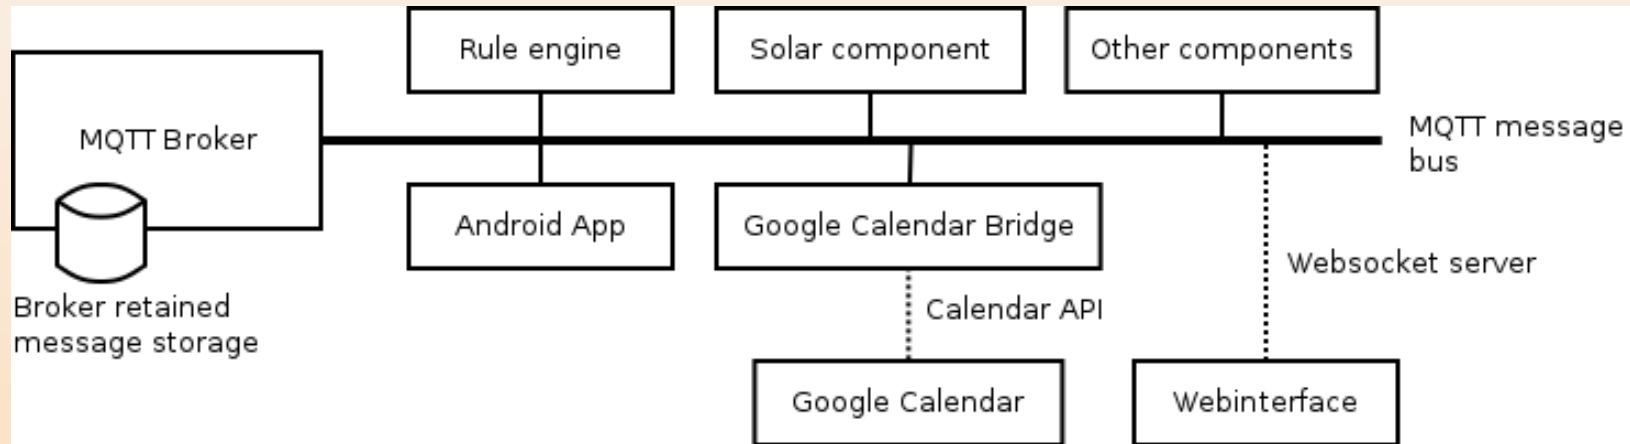 Rule engine
Solar component
Other components
MQTT Broker
MQTT message
bus
Android App
Google Calendar Bridge
Websocket server
Broker retained
message storage
Calendar API
Google Calendar
Webinterface